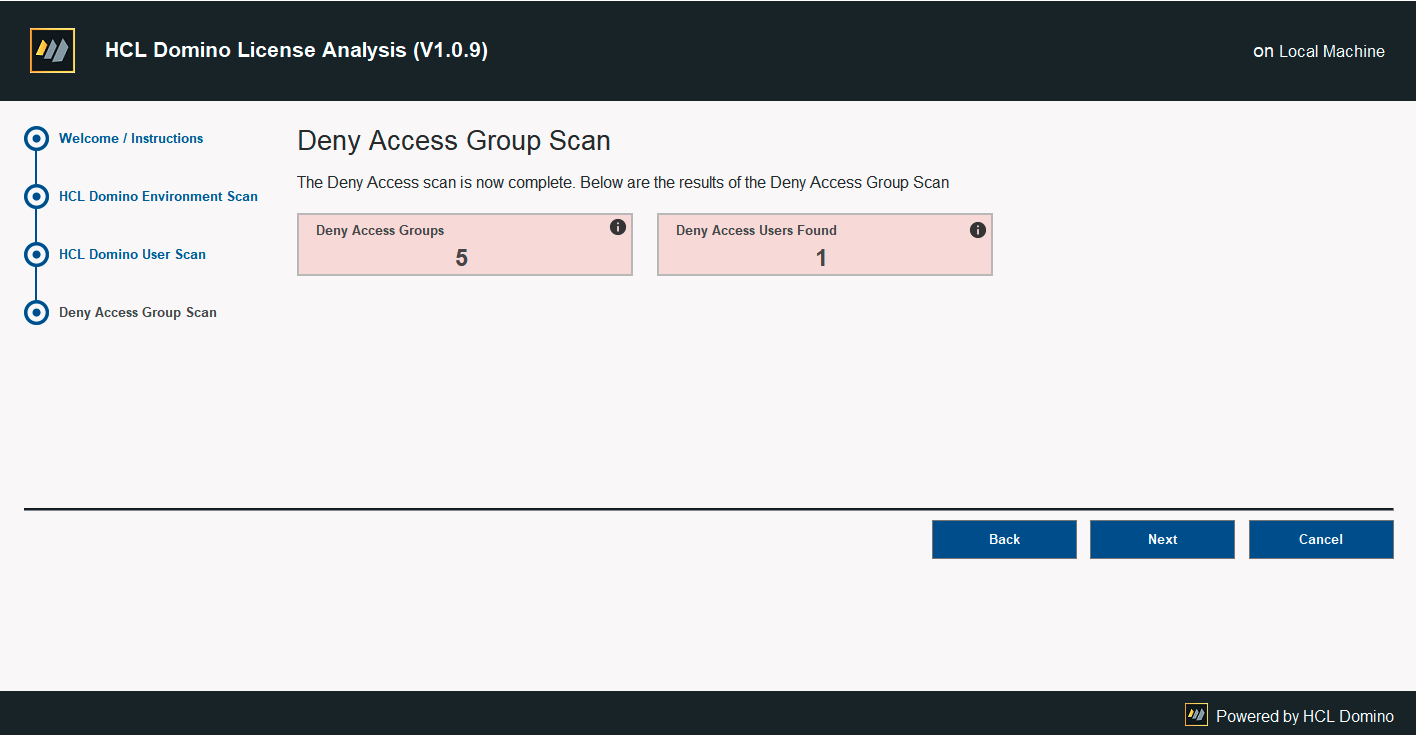 HCL Domino License Analysis (V1.0.9)
on Local Machine
Welcome / Instructions
HCL Domino Environment Scan
HCL Domino User Scan
Deny Access Group Scan
Deny Access Group Scan
The Deny Access scan is now complete. Below are the results of the Deny Access Group Scan
Deny Access Groups
5
Deny Access Users Found
1
Back
Next
Cancel
Powered by HCL Domino